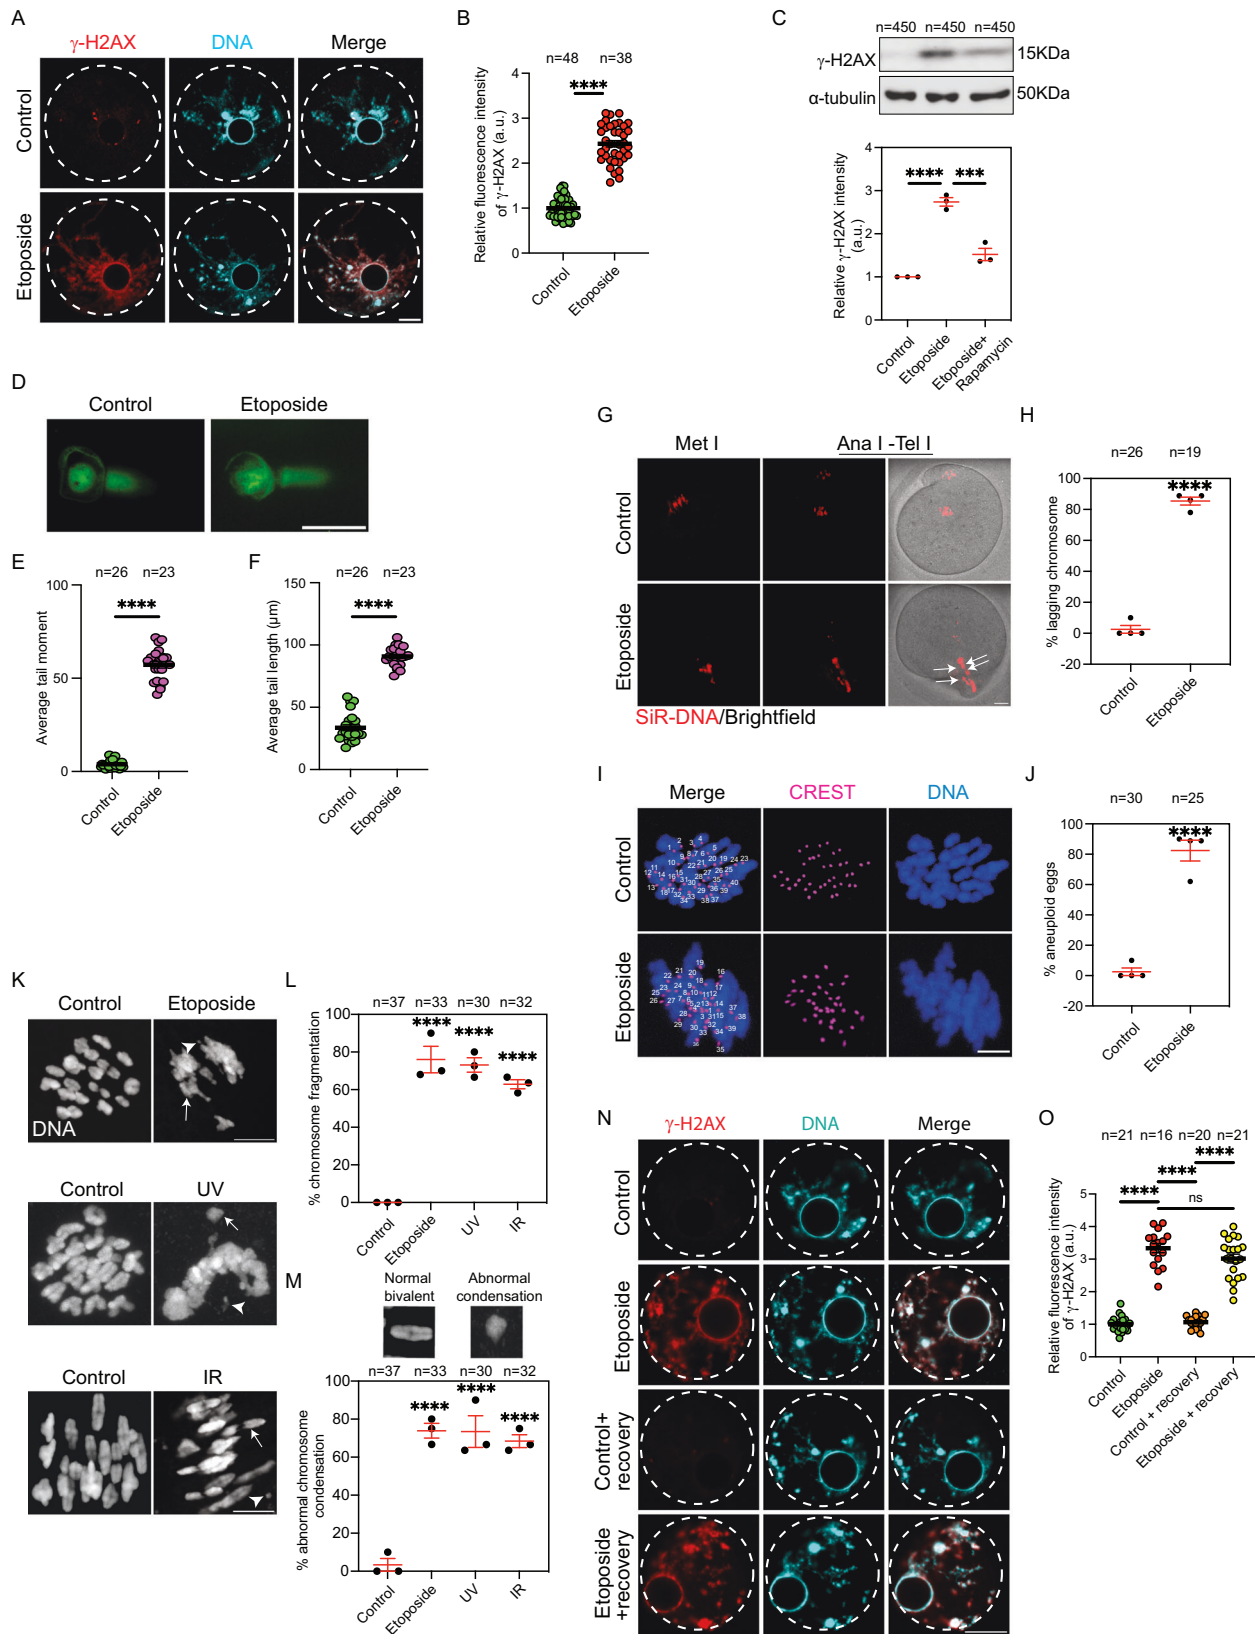 A
γ-H2AX DNA Merge
Control
Etoposide
B
n=48 n=38
****
Relative fluorescence intensity
of γ-H2AX (a.u.)
4
3
2
1
0
Control
Etoposide
C
n=450 n=450 n=450
γ-H2AX 15KDa
α-tubulin 50KDa
Relative γ-H2AX intensity
(a.u.)
4
3
2
1
0
**** ***
Control
Etoposide
Etoposide+
Rapamycin
D
Control Etoposide
E
n=26 n=23
****
Average tail moment
100
50
0
Control
Etoposide
F
n=26 n=23
****
Average tail length (µm)
150
100
50
0
Control
Etoposide
G
Met I Ana I -Tel I
Control
Etoposide
SiR-DNA/Brightfield
H
n=26 n=19
****
% lagging chromosome
100
80
60
40
20
0
-20
Control
Etoposide
I
Merge CREST DNA
Control
Etoposide
J
n=30 n=25
****
% aneuploid eggs
100
80
60
40
20
0
-20
Control
Etoposide
K
Control Etoposide
DNA
Control UV
Control IR
L
n=37 n=33 n=30 n=32
**** **** ****
% chromosome fragmentation
100
80
60
40
20
0
Control
Etoposide
UV
IR
M
Normal
bivalent
Abnormal
condensation
n=37 n=33 n=30 n=32
**** **** ****
% abnormal chromosome
condensation
100
80
60
40
20
0
Control
Etoposide
UV
IR
N
γ-H2AX DNA Merge
Control
Etoposide
Control+
recovery
Etoposide
+recovery
O
n=21 n=16 n=20 n=21
**** **** ****
ns
Relative fluorescence intensity
of γ-H2AX (a.u.)
5
4
3
2
1
0
Control
Etoposide
Control + recovery
Etoposide + recovery